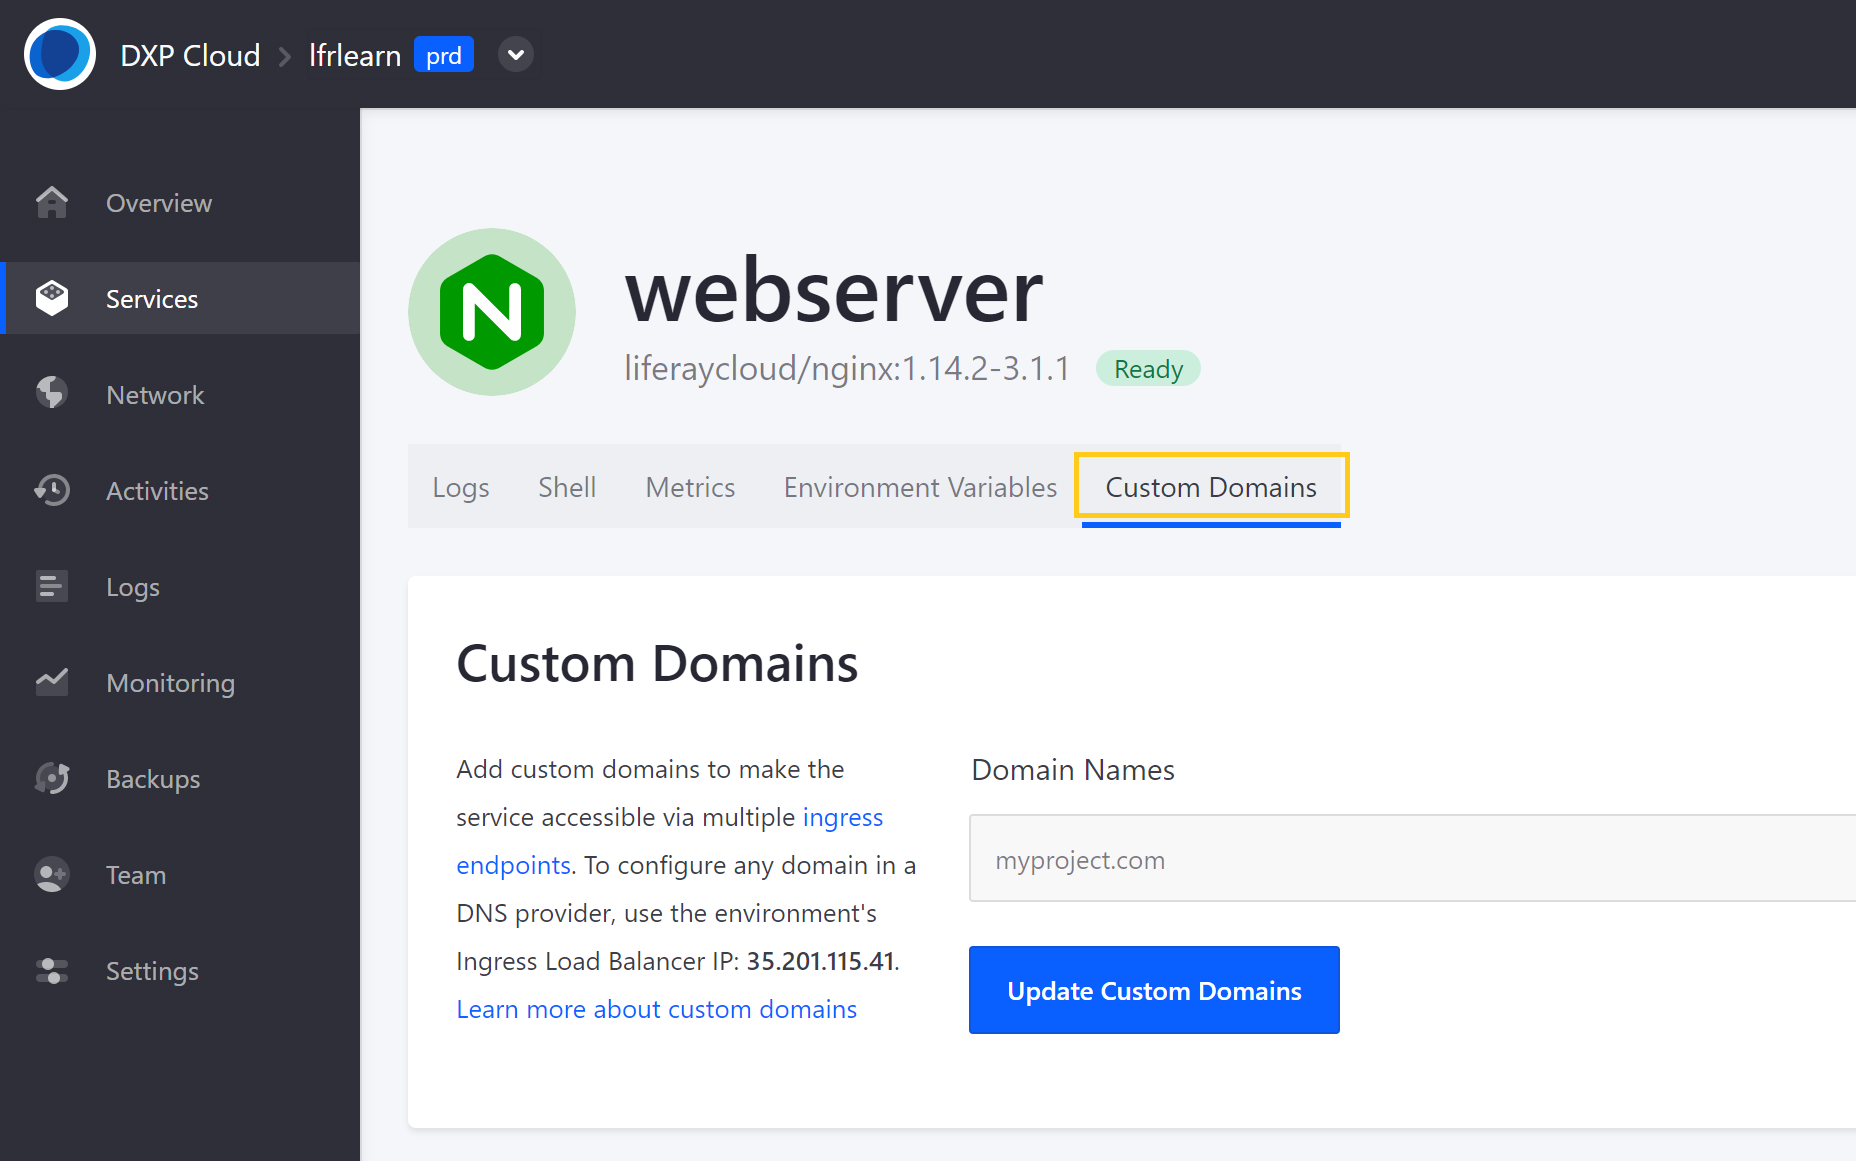 DXP Cloud
lfrlearn
prd
Overview
Services
Network
Activities
Logs
Monitoring
Backups
Team
Settings
webserver
liferaycloud/nginx:1.14.2-3.1.1
Ready
Logs
Shell
Metrics
Environment Variables
Custom Domains
Custom Domains
Add custom domains to make the
service accessible via multiple ingress
endpoints. To configure any domain in a
DNS provider, use the environment's
Ingress Load Balancer IP: 35.201.115.41.
Learn more about custom domains
Domain Names
myproject.com
Update Custom Domains